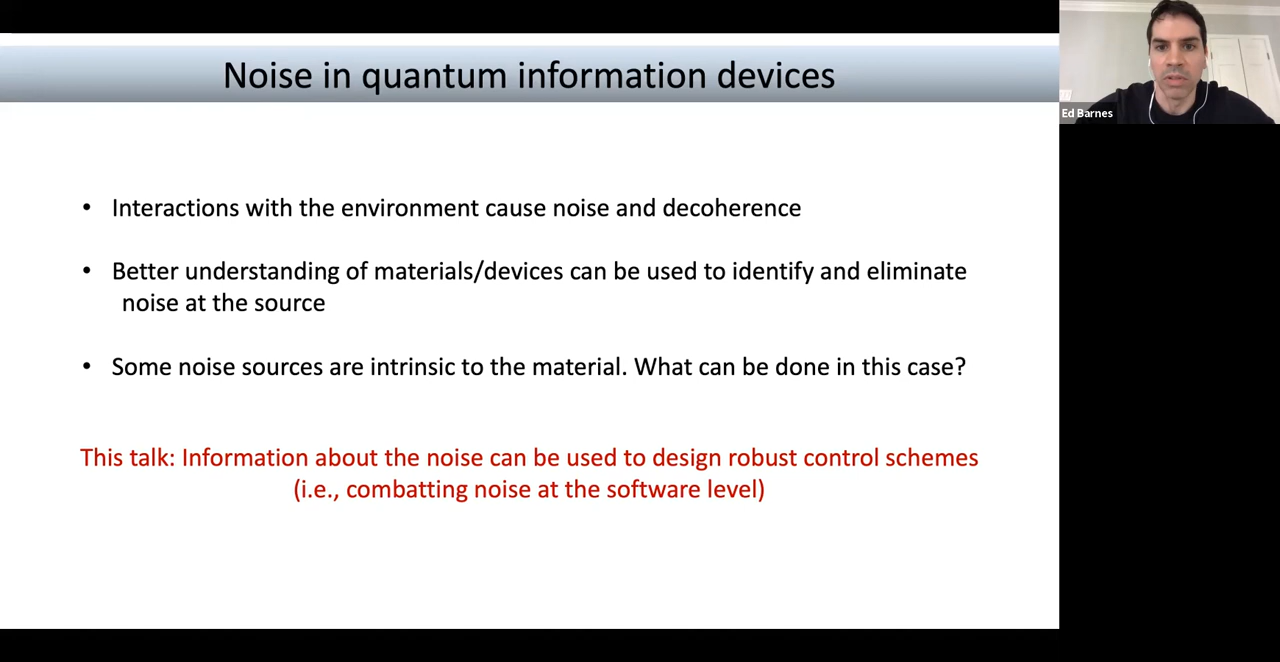 Noise in quantum information devices
Ed Barnes
• Interactions with the environment cause noise and decoherence
• Better understanding of materials/devices can be used to identify and eliminate
noise at the source
• Some noise sources are intrinsic to the material. What can be done in this case?
This talk: Information about the noise can be used to design robust control schemes
(i.e., combatting noise at the software level)